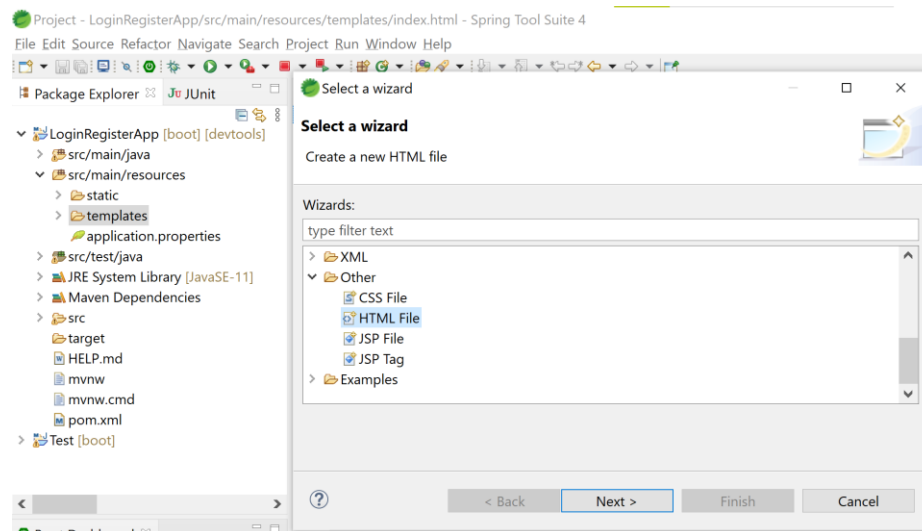 Project - LoginRegisterApp/src/main/resources/templates/index.html - Spring Tool Suite 4
File Edit Source Refactor Navigate Search Project Run Window Help
Package Explorer
Ju JUnit
LoginRegisterApp [boot] [devtools]
src/main/java
src/main/resources
static
templates
application.properties
src/test/java
JRE System Library [JavaSE-11]
Maven Dependencies
src
target
HELP.md
mvnw
mvnw.cmd
pom.xml
Test [boot]
Select a wizard
Select a wizard
Create a new HTML file
Wizards:
type filter text
XML
Other
CSS File
HTML File
JSP File
JSP Tag
Examples
< Back
Next >
Finish
Cancel